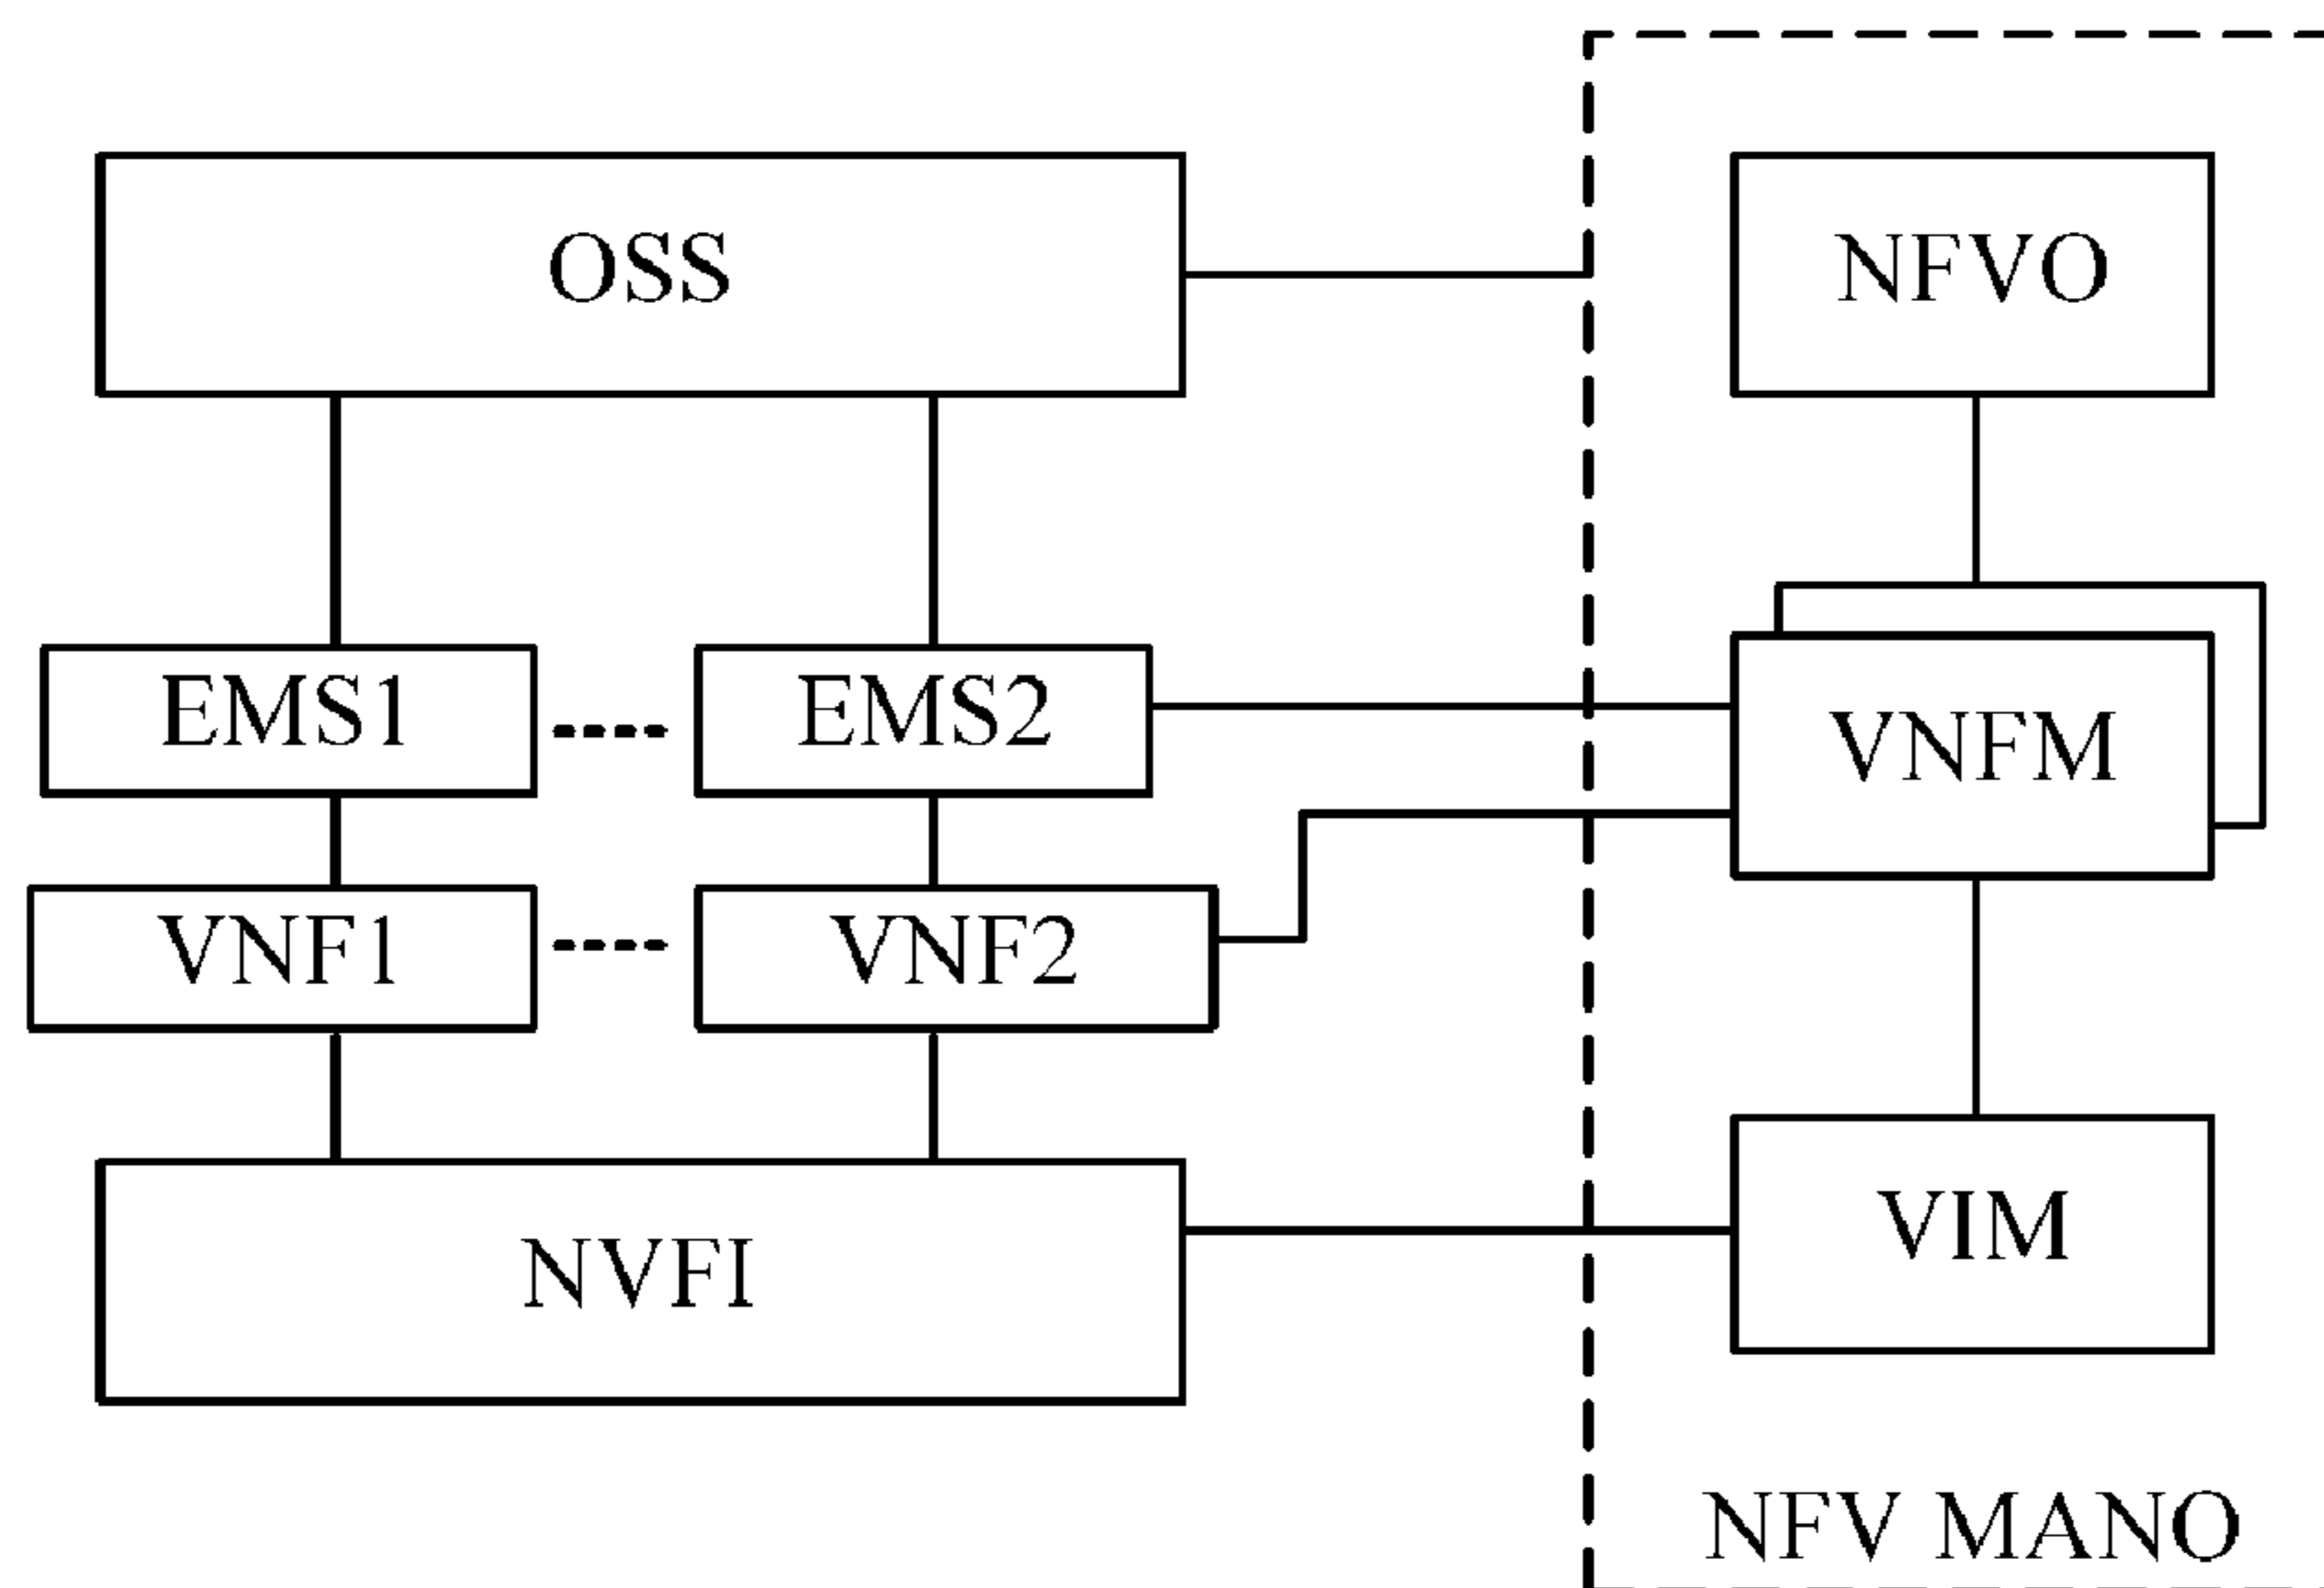 OSS
NFVO
EMS1
EMS2
VNFM
VNF1
VNF2
NVFI
VIM
NFV MANO